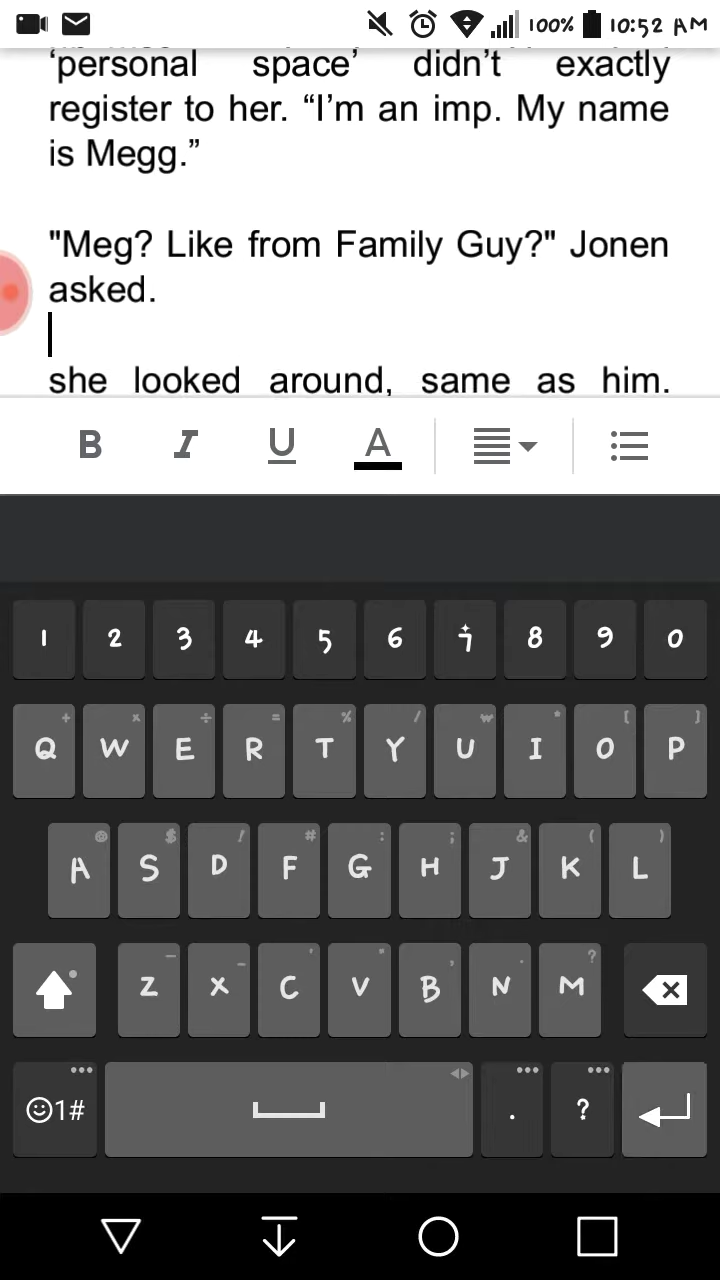 100% 10:52 AM
‘personal space’ didn’t exactly
register to her. “I’m an imp. My name
is Megg.”
"Meg? Like from Family Guy?" Jonen
asked.
she looked around, same as him.
B I U A
1 2 3 4 5 6 7 8 9 0
+ × ÷ = % / ₩ * [ ]
Q W E R T Y U I O P
@ $ ! # : ; & ( )
A S D F G H J K L
— _ ' " , . ?
Z X C V B N M
1# . ?